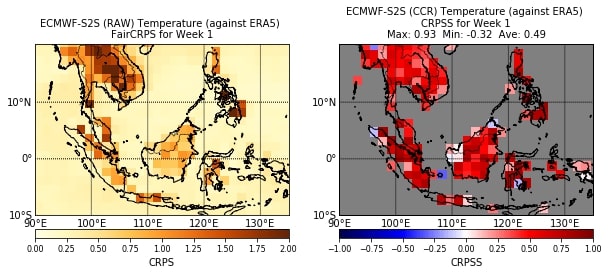 ECMWF-S2S (RAW) Temperature (against ERA5)
FairCRPS for Week 1
10°N
0°
10°S
90°E 100°E 110°E 120°E 130°E
0.00 0.25 0.50 0.75 1.00 1.25 1.50 1.75 2.00
CRPS
ECMWF-S2S (CCR) Temperature (against ERA5)
CRPSS for Week 1
Max: 0.93 Min: -0.32 Ave: 0.49
10°N
0°
10°S
90°E 100°E 110°E 120°E 130°E
−1.00 −0.75 −0.50 −0.25 0.00 0.25 0.50 0.75 1.00
CRPSS